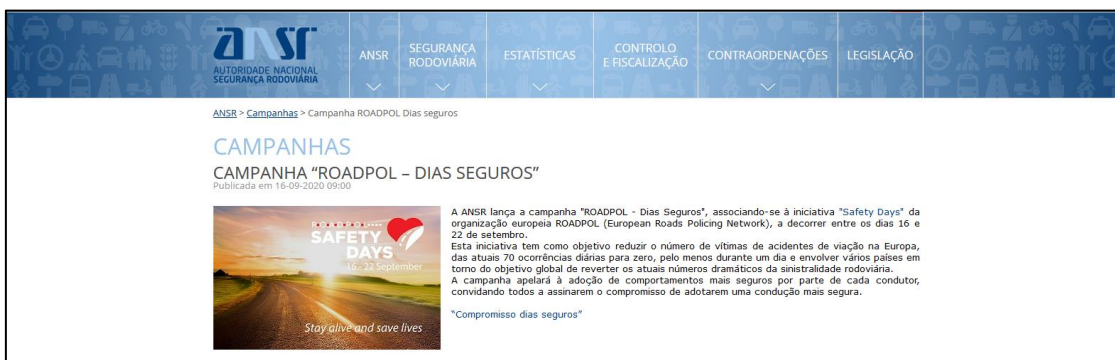 ansr
AUTORIDADE NACIONAL
SEGURANÇA RODOVIÁRIA
ANSR
SEGURANÇA
RODOVIÁRIA
ESTATÍSTICAS
CONTROLO
E FISCALIZAÇÃO
CONTRAORDENAÇÕES
LEGISLAÇÃO
ANSR > Campanhas > Campanha ROADPOL Dias seguros
CAMPANHAS
CAMPANHA “ROADPOL – DIAS SEGUROS”
Publicada em 16-09-2020 09:00
ROADPOL
SAFETY
DAYS
16 - 22 September
Stay alive and save lives
A ANSR lança a campanha "ROADPOL - Dias Seguros", associando-se à iniciativa "Safety Days" da
organização europeia ROADPOL (European Roads Policing Network), a decorrer entre os dias 16 e
22 de setembro.
Esta iniciativa tem como objetivo reduzir o número de vítimas de acidentes de viação na Europa,
das atuais 70 ocorrências diárias para zero, pelo menos durante um dia e envolver vários países em
torno do objetivo global de reverter os atuais números dramáticos da sinistralidade rodoviária.
A campanha apelará à adoção de comportamentos mais seguros por parte de cada condutor,
convidando todos a assinarem o compromisso de adotarem uma condução mais segura.
“Compromisso dias seguros”